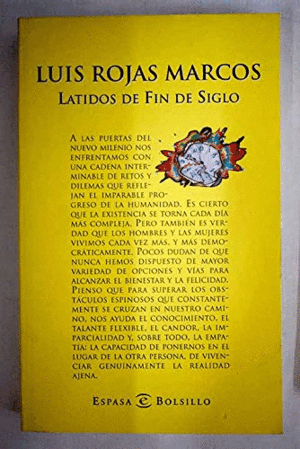 LUIS ROJAS MARCOS
LATIDOS DE FIN DE SIGLO
A LAS PUERTAS DEL
NUEVO MILENIO NOS
ENFRENTAMOS CON
UNA CADENA INTER-
MINABLE DE RETOS Y
DILEMAS QUE REFLE-
JAN EL IMPARABLE PRO-
GRESO DE LA HUMANIDAD. ES CIERTO
QUE LA EXISTENCIA SE TORNA CADA DÍA
MÁS COMPLEJA. PERO TAMBIÉN ES VER-
DAD QUE LOS HOMBRES Y LAS MUJERES
VIVIMOS CADA VEZ MÁS, Y MÁS DEMO-
CRÁTICAMENTE. POCOS DUDAN DE QUE
NUNCA HEMOS DISPUESTO DE MAYOR
VARIEDAD DE OPCIONES Y VÍAS PARA
ALCANZAR EL BIENESTAR Y LA FELICIDAD.
PIENSO QUE PARA SUPERAR LOS OBS-
TÁCULOS ESPINOSOS QUE CONSTANTE-
MENTE SE CRUZAN EN NUESTRO CAMI-
NO, NOS AYUDA EL CONOCIMIENTO, EL
TALANTE FLEXIBLE, EL CANDOR, LA IM-
PARCIALIDAD Y, SOBRE TODO, LA EMPA-
TÍA: LA CAPACIDAD DE PONERNOS EN EL
LUGAR DE LA OTRA PERSONA, DE VIVEN-
CIAR GENUINAMENTE LA REALIDAD
AJENA.
ESPASA e BOLSILLO